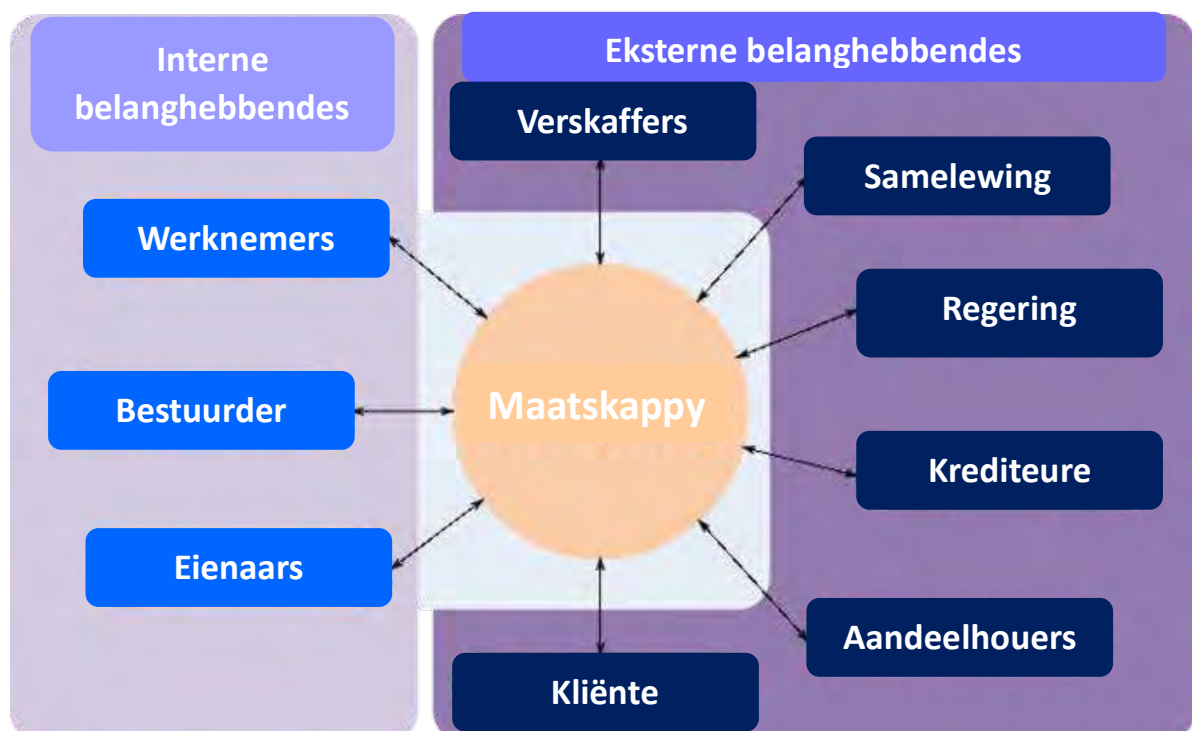 Interne
belanghebbendes
Eksterne belanghebbendes
Verskaffers
Samelewing
Werknemers
Regering
Bestuurder
Maatskappy
Krediteure
Eienaars
Aandeelhouers
Kliënte